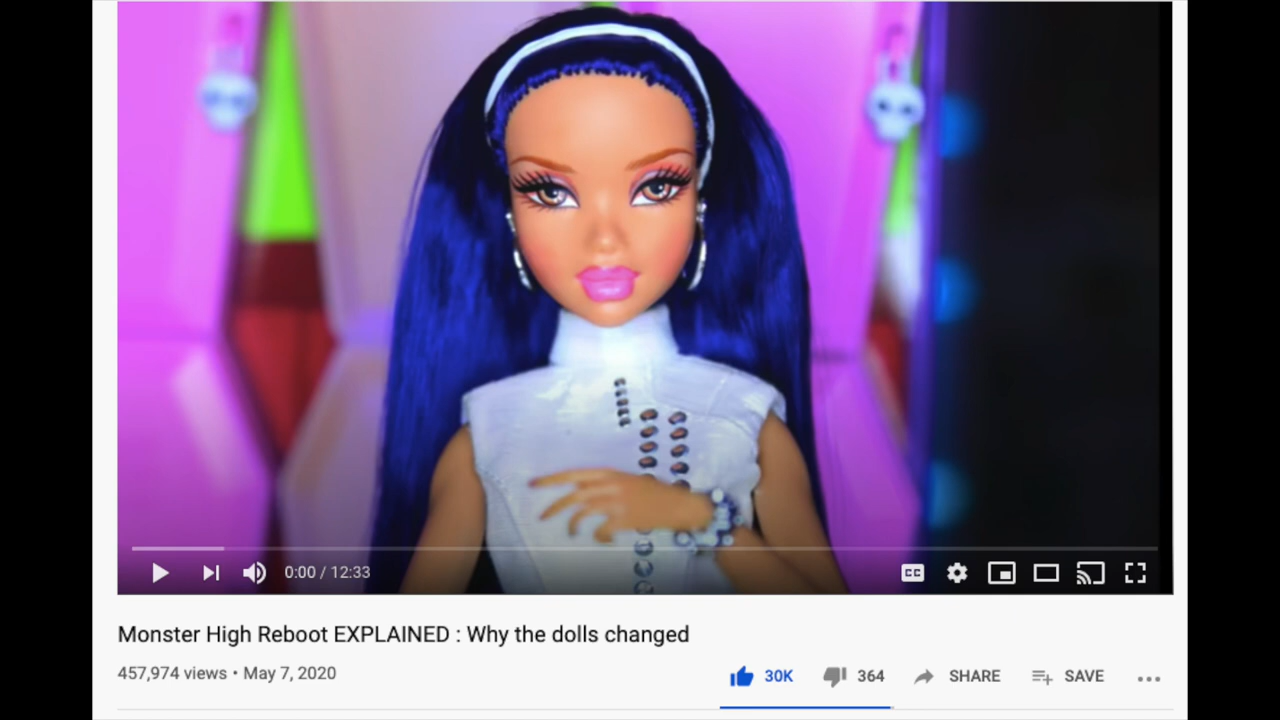 CC
0:00 / 12:33
Monster High Reboot EXPLAINED : Why the dolls changed
457,974 views • May 7, 2020
30K 364 SHARE SAVE